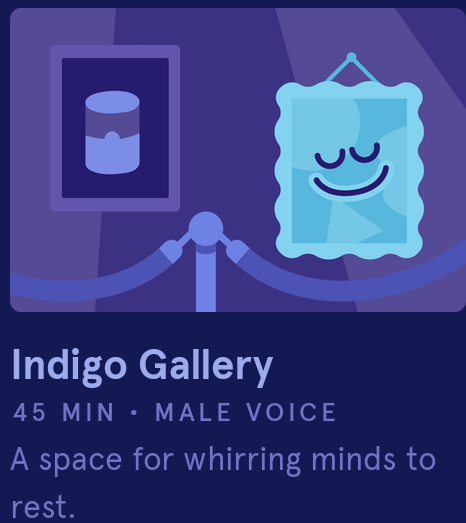 Indigo Gallery
45 MIN • MALE VOICE
A space for whirring minds to
rest.